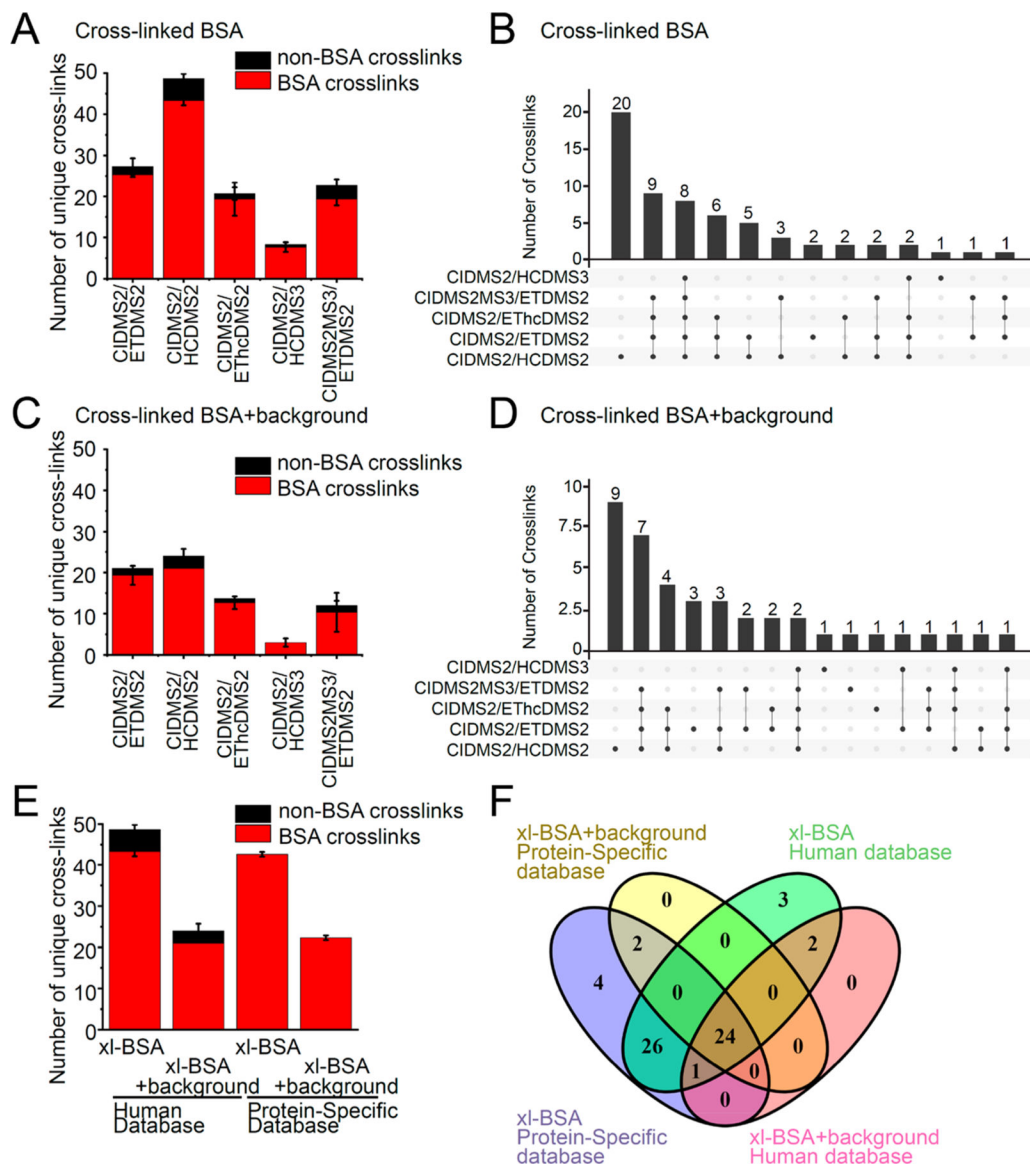 A
Cross-linked BSA
non-BSA crosslinks
BSA crosslinks
Number of unique cross-links
50
40
30
20
10
0
CIDMS2/
ETDMS2
CIDMS2/
HCDMS2
CIDMS2/
EThcDMS2
CIDMS2/
HCDMS3
CIDMS2MS3/
ETDMS2
B
Cross-linked BSA
Number of Crosslinks
20
15
10
5
0
20
9
8
6
5
3
2
2
2
2
1
1
1
CIDMS2/HCDMS3
CIDMS2MS3/ETDMS2
CIDMS2/EThcDMS2
CIDMS2/ETDMS2
CIDMS2/HCDMS2
C
Cross-linked BSA+background
non-BSA crosslinks
BSA crosslinks
Number of unique cross-links
50
40
30
20
10
0
CIDMS2/
ETDMS2
CIDMS2/
HCDMS2
CIDMS2/
EThcDMS2
CIDMS2/
HCDMS3
CIDMS2MS3/
ETDMS2
D
Cross-linked BSA+background
Number of Crosslinks
10
7.5
5
2.5
0
9
7
4
3
3
2
2
2
1
1
1
1
1
1
1
1
CIDMS2/HCDMS3
CIDMS2MS3/ETDMS2
CIDMS2/EThcDMS2
CIDMS2/ETDMS2
CIDMS2/HCDMS2
E
non-BSA crosslinks
BSA crosslinks
Number of unique cross-links
50
40
30
20
10
0
xl-BSA
xl-BSA
+background
xl-BSA
xl-BSA
+background
Human
Database
Protein-Specific
Database
F
xl-BSA+background
Protein-Specific
database
xl-BSA
Human database
0
3
2
0
2
4
0
0
0
26
24
0
1
0
0
xl-BSA
Protein-Specific
database
xl-BSA+background
Human database